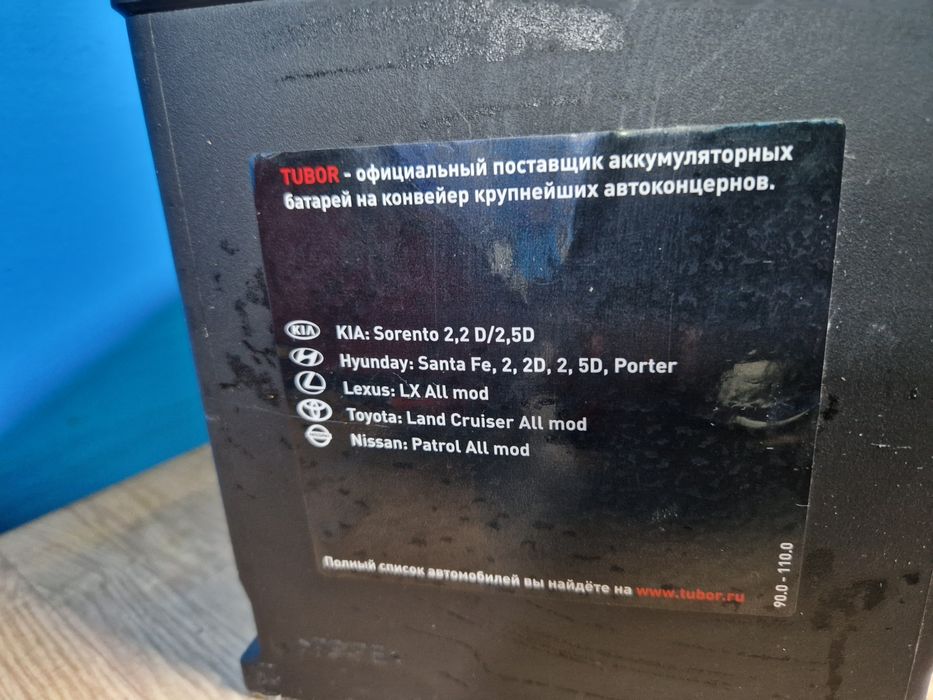 TUBOR - официальный поставщик аккумуляторных
батарей на конвейер крупнейших автоконцернов.
KIA KIA: Sorento 2,2 D/2,5D
Hyunday: Santa Fe, 2, 2D, 2, 5D, Porter
Lexus: LX All mod
Toyota: Land Cruiser All mod
Nissan: Patrol All mod
Полный список автомобилей вы найдёте на www.tubor.ru
90.0 - 110.0